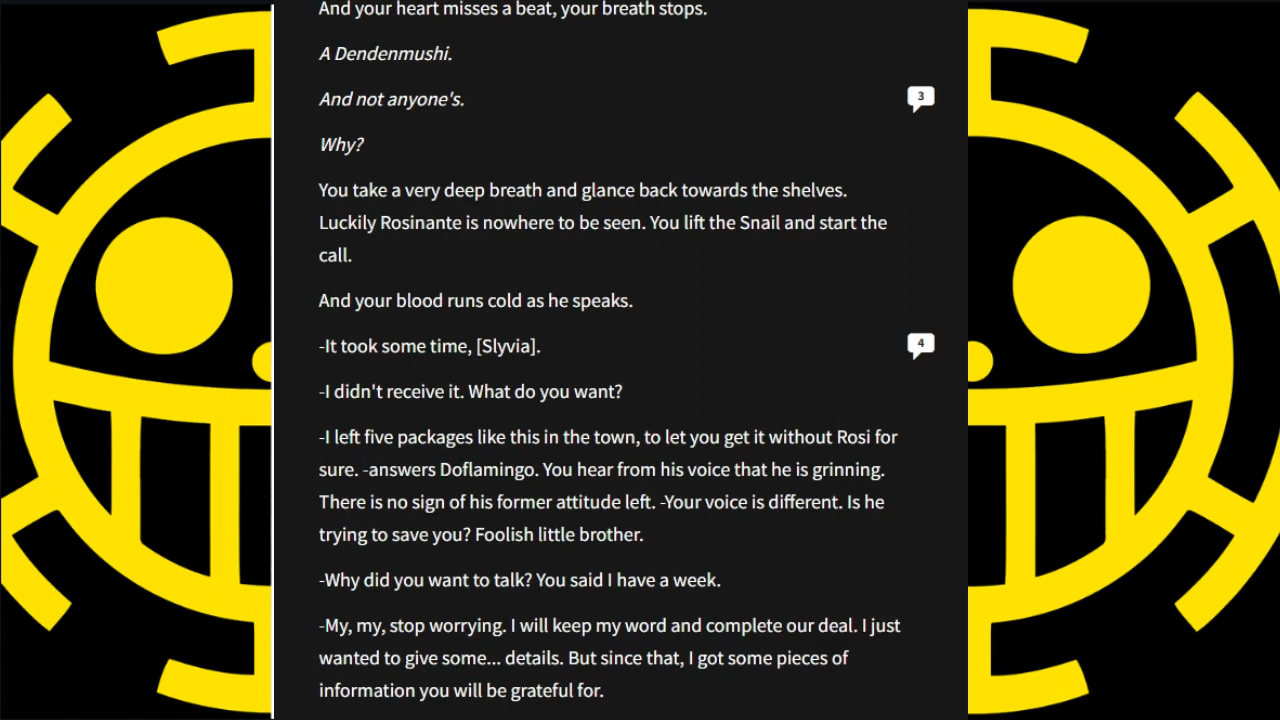 And your heart misses a beat, your breath stops.
A Dendenmushi.
And not anyone's.
3
Why?
You take a very deep breath and glance back towards the shelves.
Luckily Rosinante is nowhere to be seen. You lift the Snail and start the
call.
And your blood runs cold as he speaks.
-It took some time, [Slyvia].
4
-I didn't receive it. What do you want?
-I left five packages like this in the town, to let you get it without Rosi for
sure. -answers Doflamingo. You hear from his voice that he is grinning.
There is no sign of his former attitude left. -Your voice is different. Is he
trying to save you? Foolish little brother.
-Why did you want to talk? You said I have a week.
-My, my, stop worrying. I will keep my word and complete our deal. I just
wanted to give some... details. But since that, I got some pieces of
information you will be grateful for.